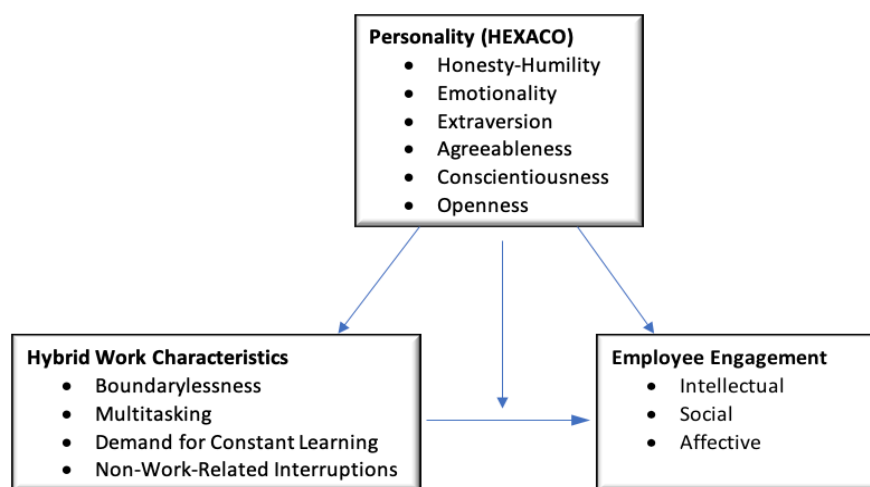 Personality (HEXACO)
• Honesty-Humility
• Emotionality
• Extraversion
• Agreeableness
• Conscientiousness
• Openness
Hybrid Work Characteristics
• Boundarylessness
• Multitasking
• Demand for Constant Learning
• Non-Work-Related Interruptions
Employee Engagement
• Intellectual
• Social
• Affective